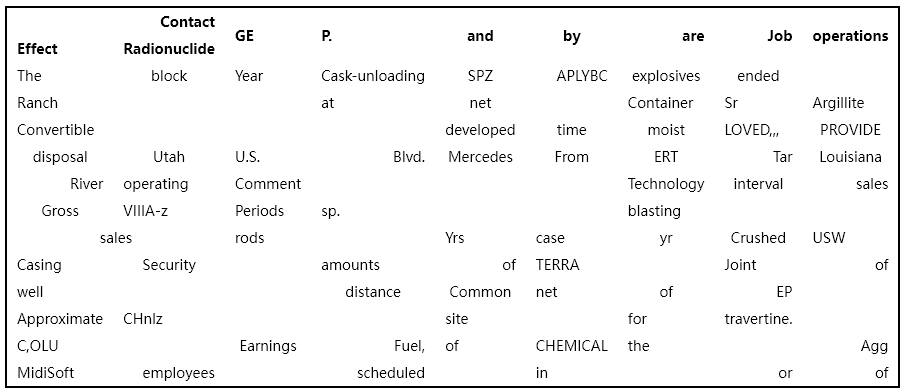 Contact
GE P. and by are Job operations
Effect Radionuclide
The block Year Cask-unloading SPZ APLYBC explosives ended
Ranch at net Container Sr Argillite
Convertible developed time moist LOVED,,, PROVIDE
disposal Utah U.S. Blvd. Mercedes From ERT Tar Louisiana
River operating Comment Technology interval sales
Gross VIIIA-z Periods sp. blasting
sales rods Yrs case yr Crushed USW
Casing Security amounts of TERRA Joint of
well distance Common net of EP
Approximate CHnlz site for travertine.
C,OLU Earnings Fuel, of CHEMICAL the Agg
MidiSoft employees scheduled in or of